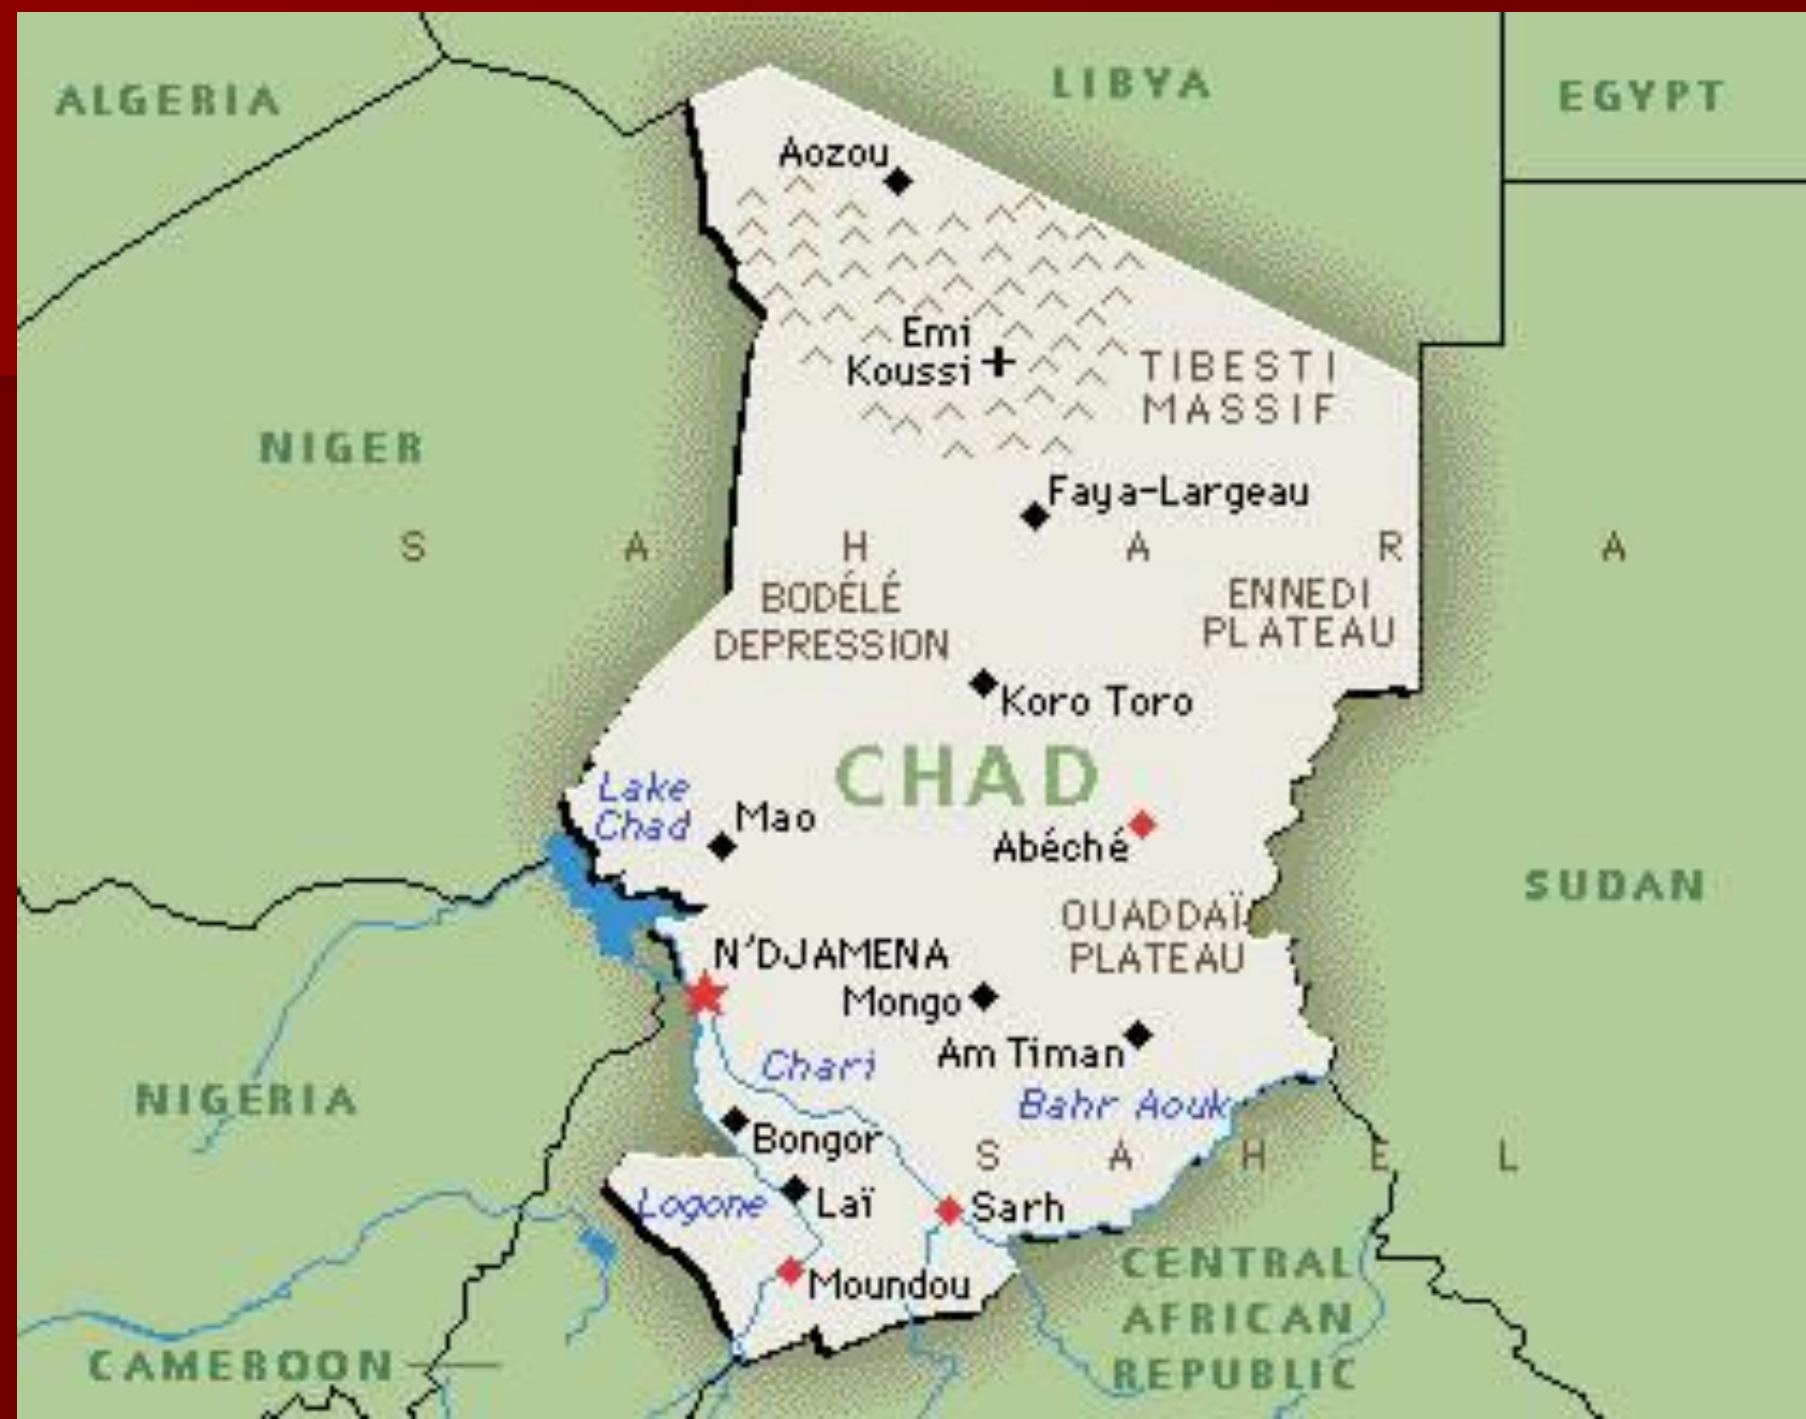 ALGERIA
LIBYA
EGYPT
Aozou
Emi
Koussi
TIBESTI
MASSIF
NIGER
Faya-Largeau
S A H A R A
BODÉLÉ
DEPRESSION
ENNEDI
PLATEAU
Koro Toro
CHAD
Lake
Chad
Mao
Abéché
SUDAN
OUADDAÏ
PLATEAU
N'DJAMENA
Mongo
Am Timan
Chari
NIGERIA
Bahr Aouk
Bongor
S A H E L
Logone
Laï
Sarh
Moundou
CENTRAL
AFRICAN
REPUBLIC
CAMEROON